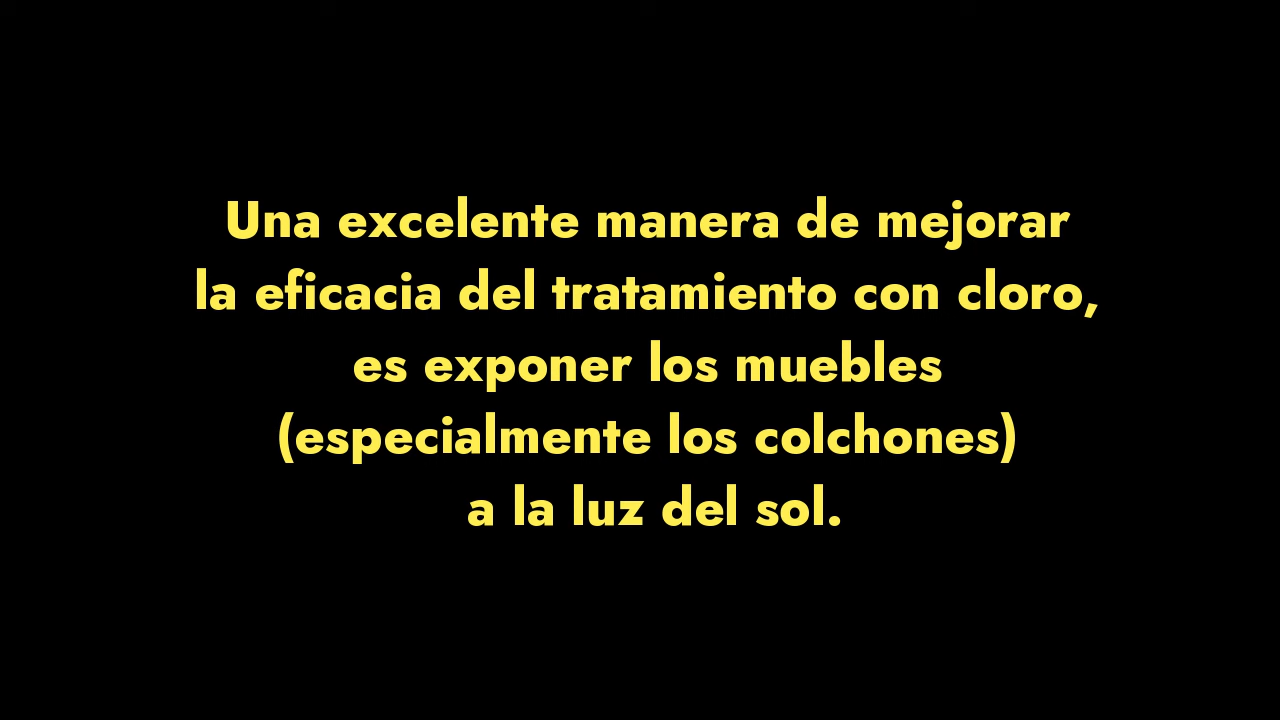 Una excelente manera de mejorar
la eficacia del tratamiento con cloro,
es exponer los muebles
(especialmente los colchones)
a la luz del sol.